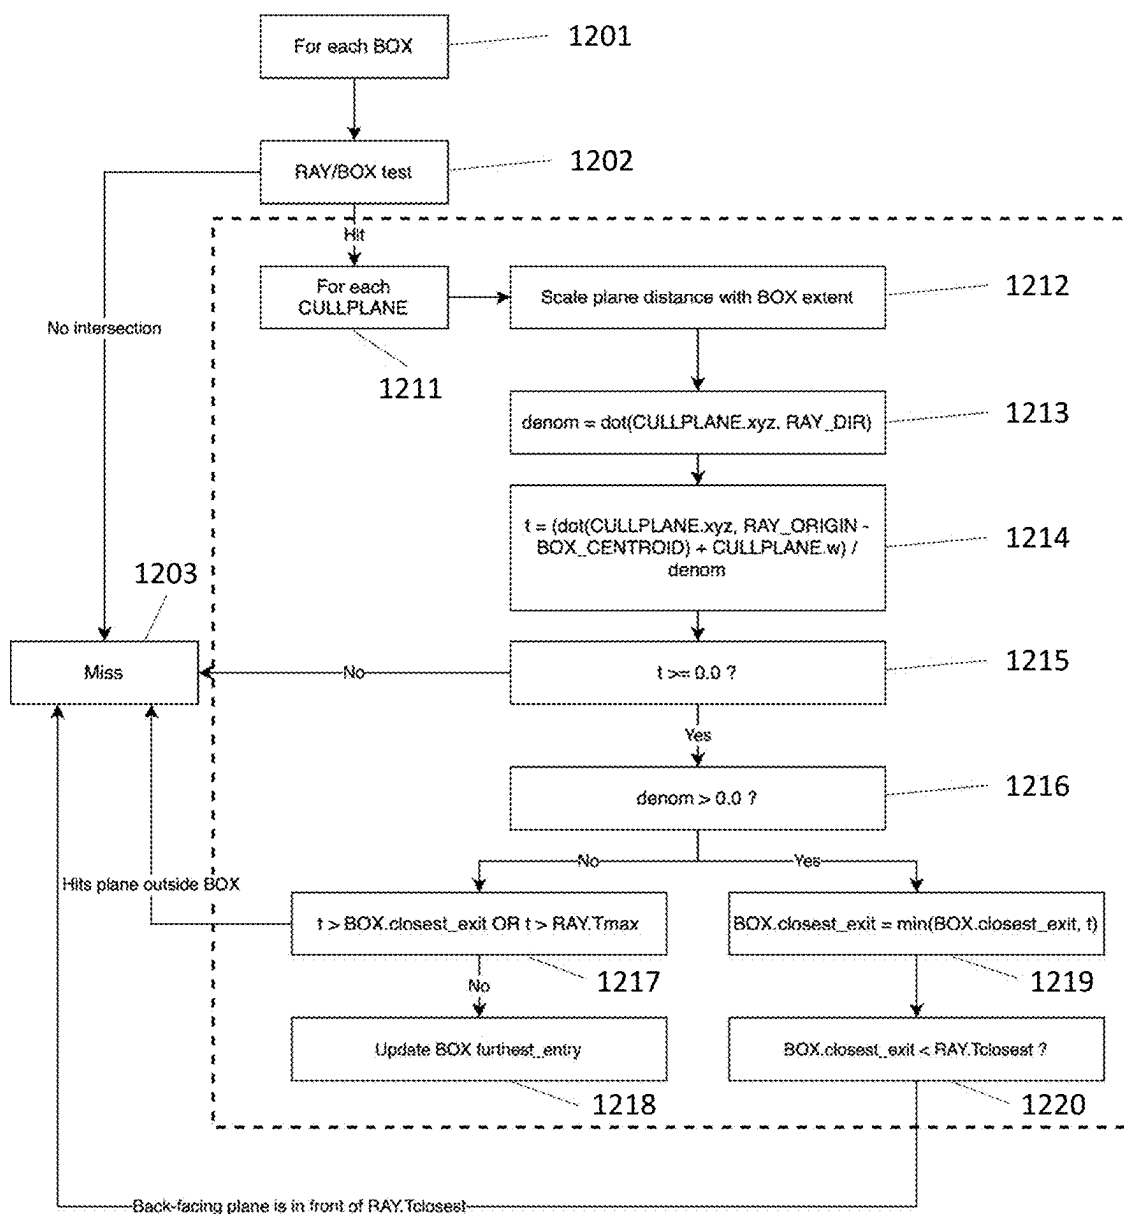 For each BOX
1201
RAY/BOX test
1202
Hit
For each
CULLPLANE
1211
Scale plane distance with BOX extent
1212
No intersection
denom = dot(CULLPLANE.xyz, RAY_DIR)
1213
t = (dot(CULLPLANE.xyz, RAY_ORIGIN -
BOX_CENTROID) + CULLPLANE.w) /
denom
1214
1203
Miss
No
t >= 0.0 ?
1215
Yes
denom > 0.0 ?
1216
No
Yes
Hits plane outside BOX
t > BOX.closest_exit OR t > RAY.Tmax
1217
BOX.closest_exit = min(BOX.closest_exit, t)
1219
No
Update BOX furthest_entry
1218
BOX.closest_exit < RAY.Tclosest ?
1220
Back-facing plane is in front of RAY.Tclosest